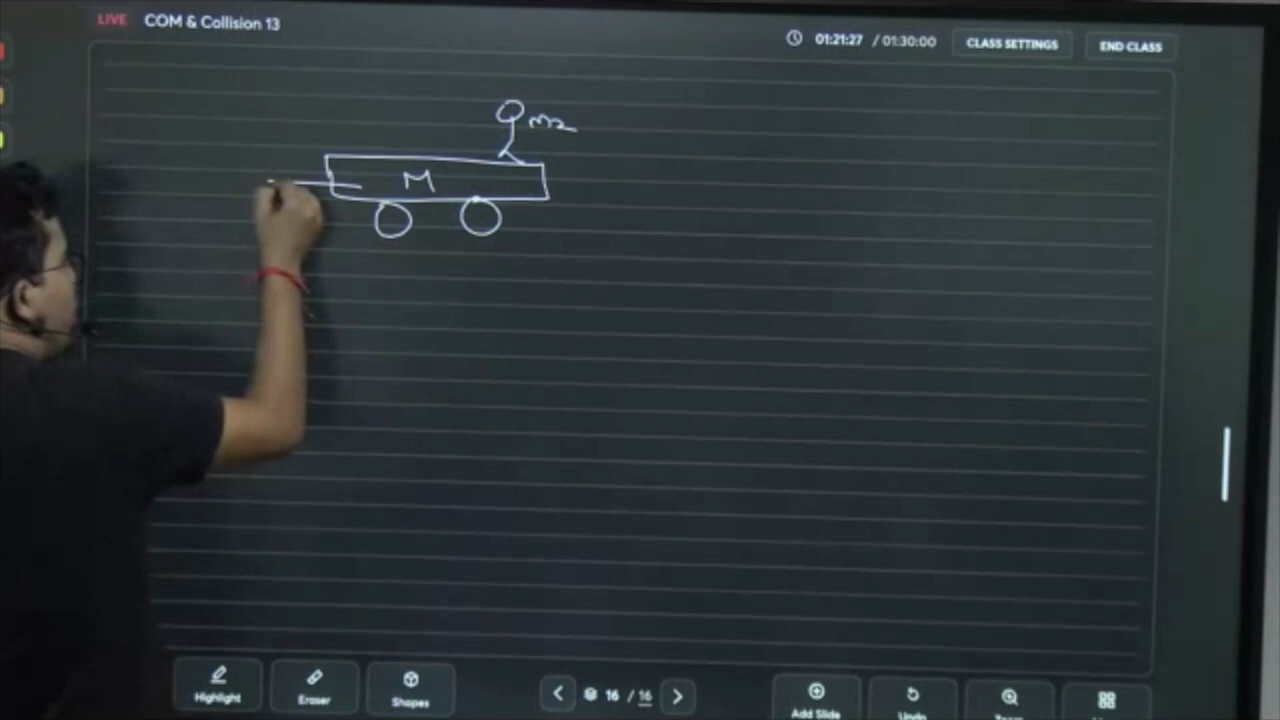 LIVE COM & Collision 13
01:21:27 / 01:30:00 CLASS SETTINGS END CLASS
M
Highlight Eraser Shapes 16 / 16 Add Slide Undo Zoom